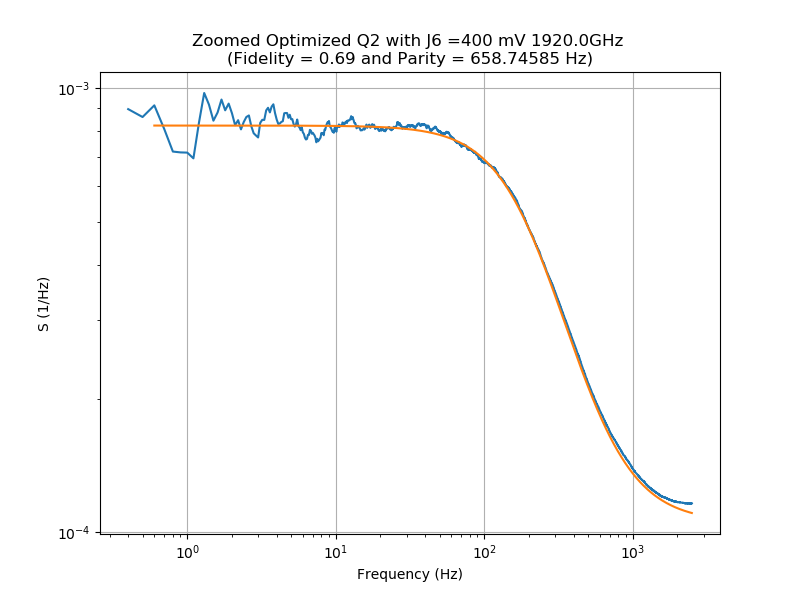 Zoomed Optimized Q2 with J6 =400 mV 1920.0GHz
(Fidelity = 0.69 and Parity = 658.74585 Hz)
10⁻³
S (1/Hz)
10⁻⁴
10⁰ 10¹ 10² 10³
Frequency (Hz)